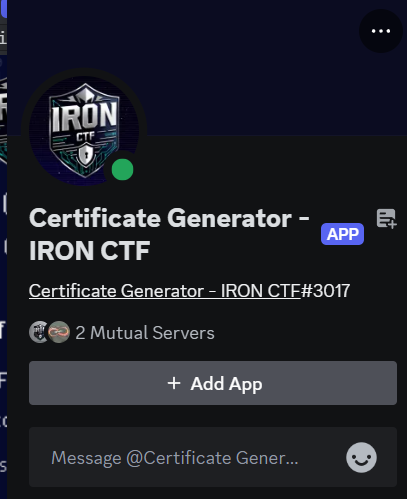 IRON
CTF
Certificate Generator -
IRON CTF
APP
Certificate Generator - IRON CTF#3017
2 Mutual Servers
+ Add App
Message @Certificate Gener...